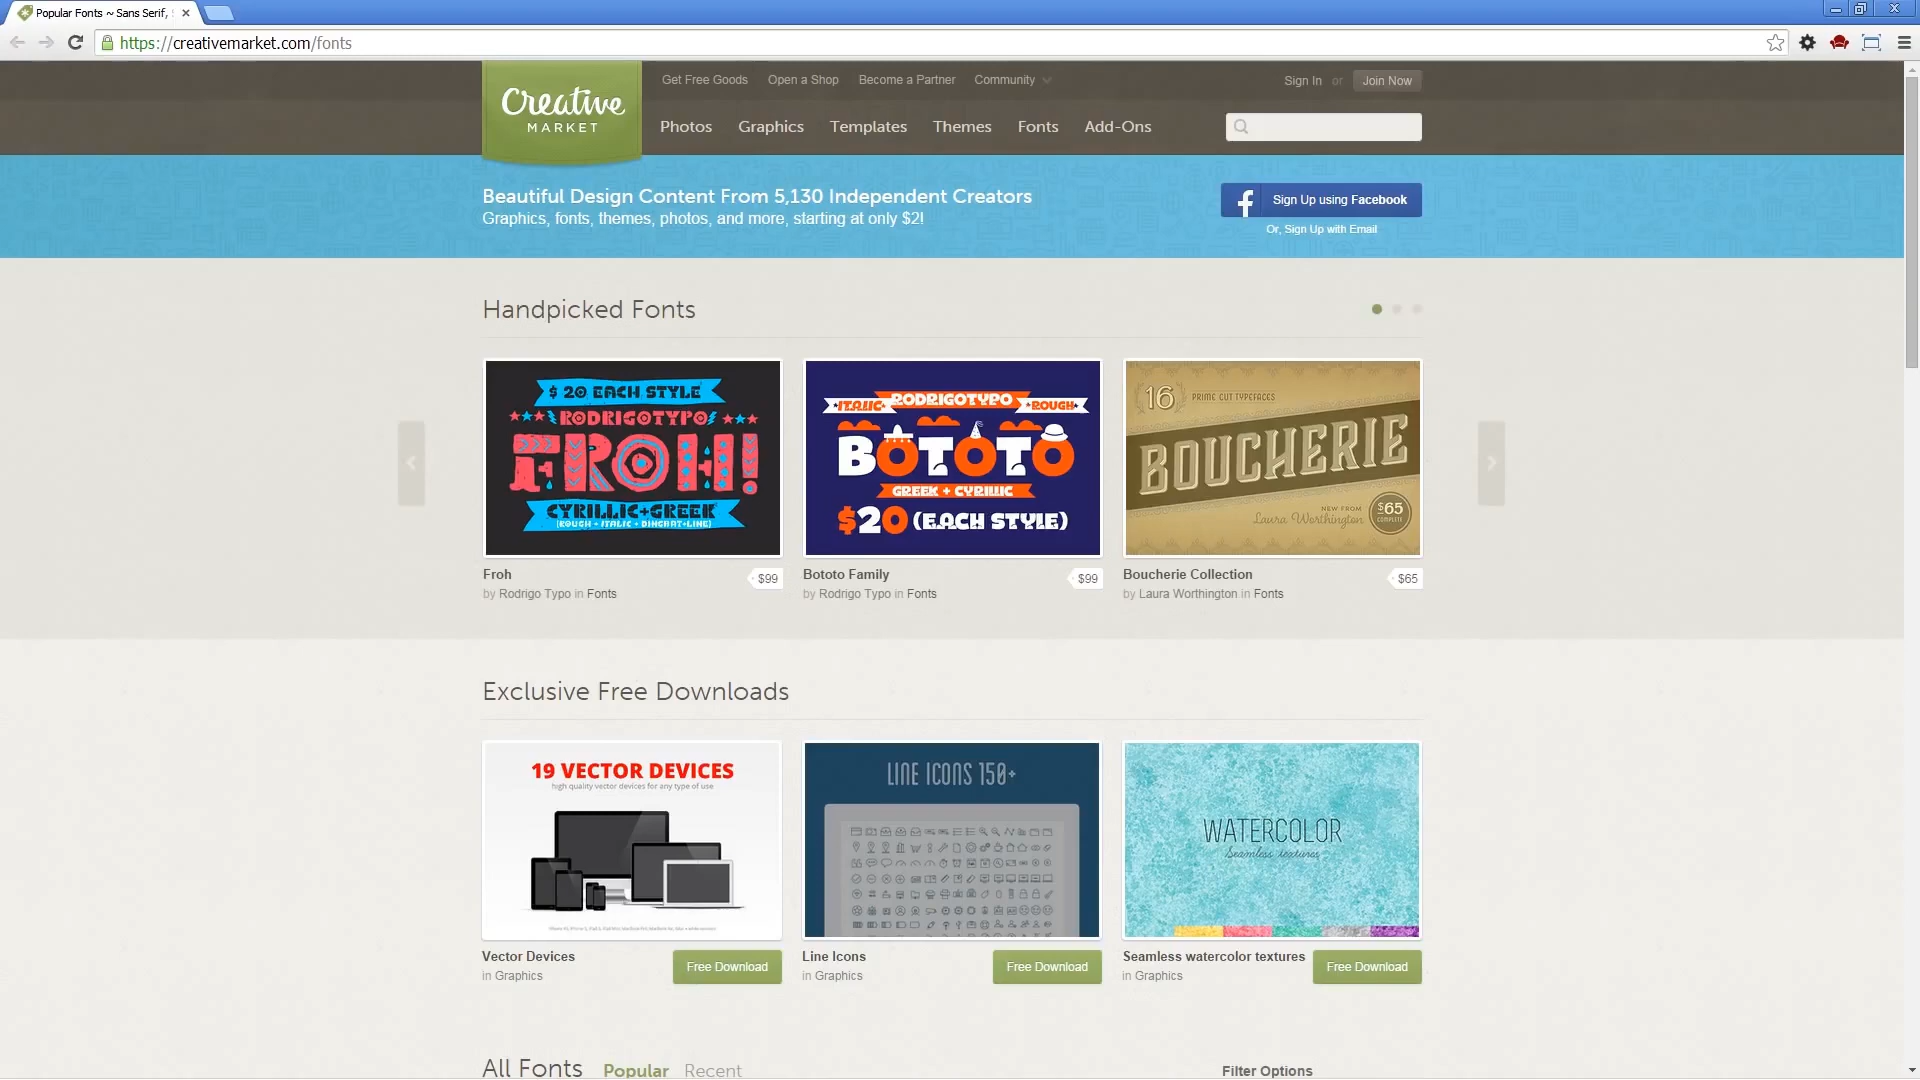 Popular Fonts ~ Sans Serif,
https://creativemarket.com/fonts
Creative
MARKET
Get Free Goods Open a Shop Become a Partner Community
Sign In or Join Now
Photos Graphics Templates Themes Fonts Add-Ons
Beautiful Design Content From 5,130 Independent Creators
Graphics, fonts, themes, photos, and more, starting at only $2!
Sign Up using Facebook
Or, Sign Up with Email
Handpicked Fonts
$ 20 EACH STYLE
RODRIGOTYPO
FROH!
CYRILLIC+GREEK
(ROUGH + ITALIC + DINGBAT+LINE)
ITALIC RODRIGOTYPO ROUGH
BOTOTO
GREEK + CYRILLIC
$20 (EACH STYLE)
16 PRIME CUT TYPEFACES
BOUCHERIE
NEW FROM
Laura Worthington
$65
COMPLETE
Froh
$99
by Rodrigo Typo in Fonts
Bototo Family
$99
by Rodrigo Typo in Fonts
Boucherie Collection
$65
by Laura Worthington in Fonts
Exclusive Free Downloads
19 VECTOR DEVICES
high quality vector devices for any type of use
LINE ICONS 150+
WATERCOLOR
Seamless textures
Vector Devices
in Graphics
Free Download
Line Icons
in Graphics
Free Download
Seamless watercolor textures
in Graphics
Free Download
All Fonts Popular Recent
Filter Options